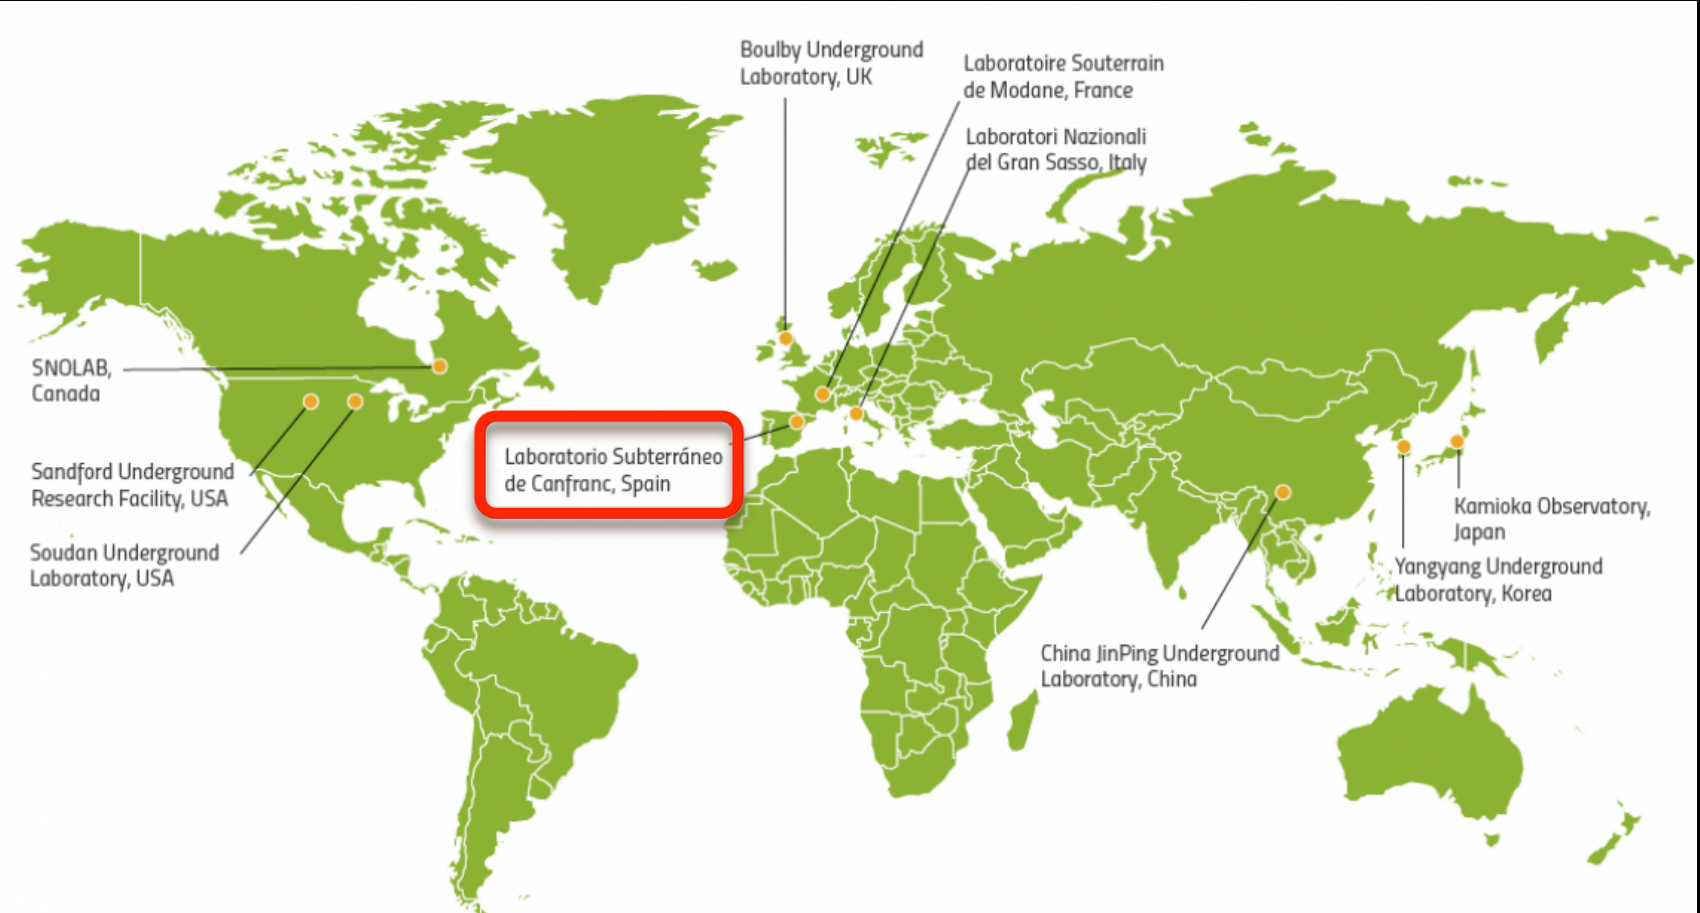 Boulby Underground
Laboratory, UK
Laboratoire Souterrain
de Modane, France
Laboratori Nazionali
del Gran Sasso, Italy
SNOLAB,
Canada
Sandford Underground
Research Facility, USA
Soudan Underground
Laboratory, USA
Laboratorio Subterráneo
de Canfranc, Spain
Kamioka Observatory,
Japan
Yangyang Underground
Laboratory, Korea
China JinPing Underground
Laboratory, China